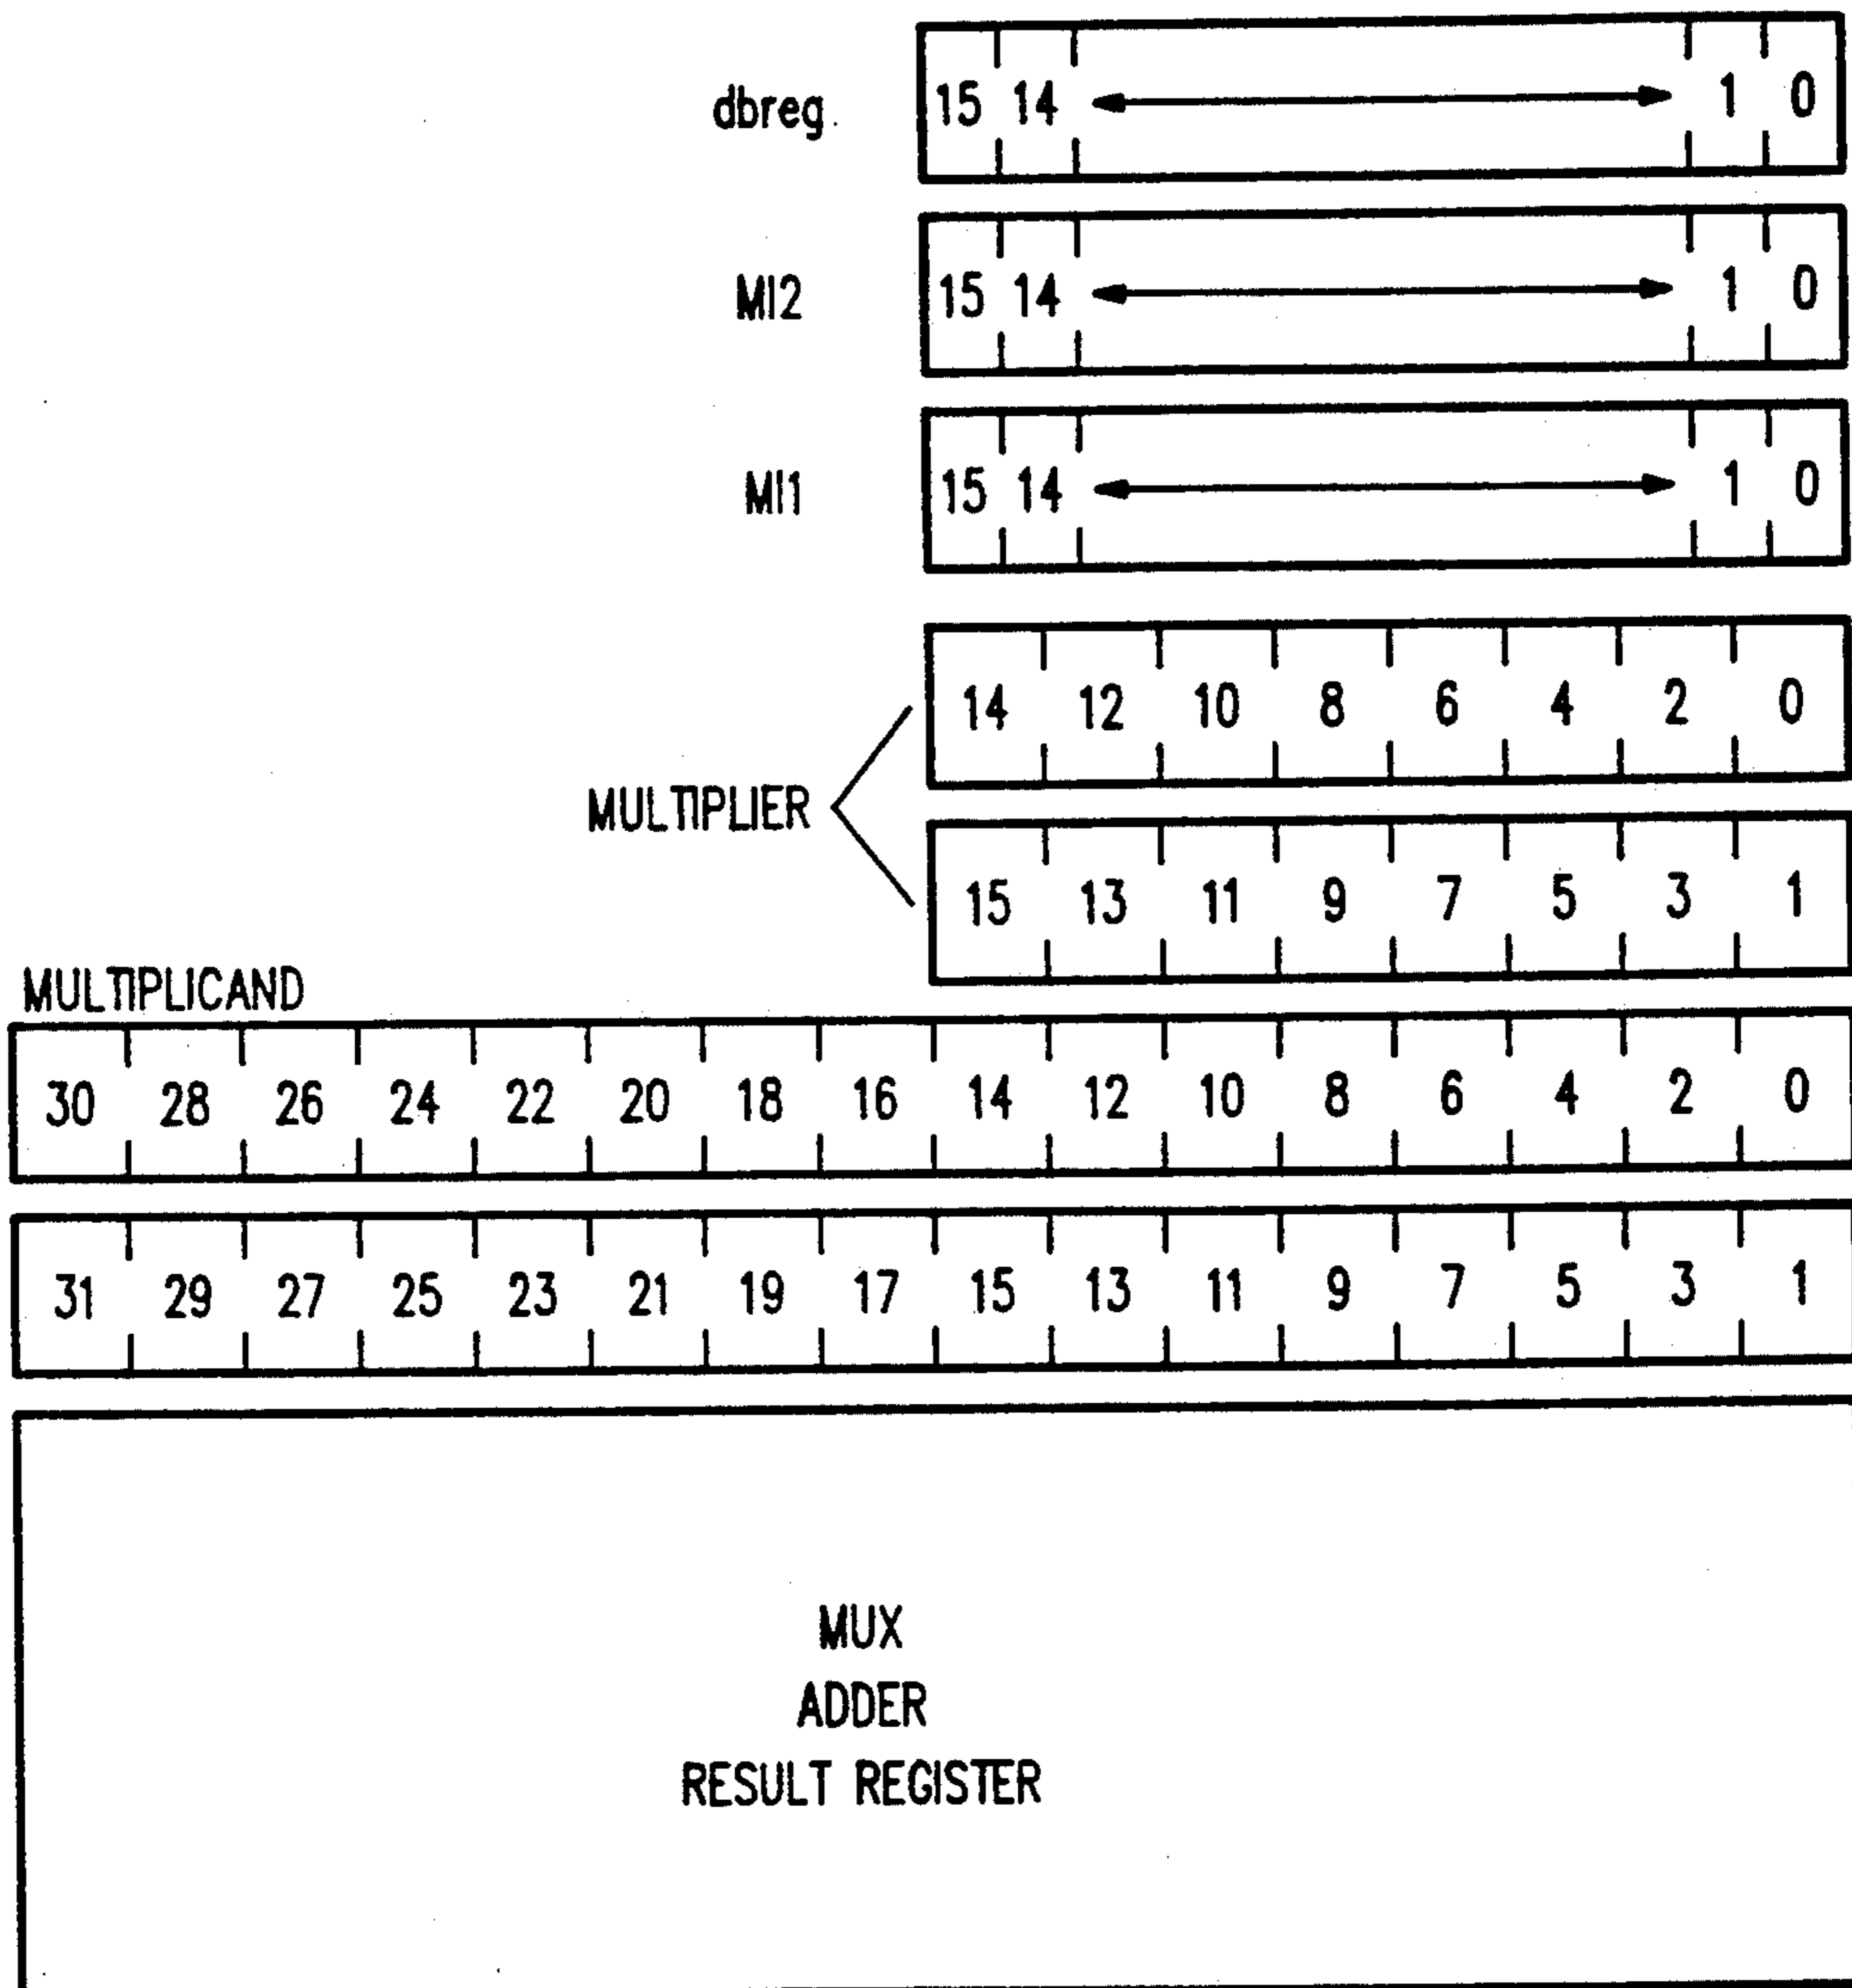 dbreg. 15 14 1 0
MI2 15 14 1 0
MI1 15 14 1 0
14 12 10 8 6 4 2 0
MULTIPLIER
15 13 11 9 7 5 3 1
MULTIPLICAND
30 28 26 24 22 20 18 16 14 12 10 8 6 4 2 0
31 29 27 25 23 21 19 17 15 13 11 9 7 5 3 1
MUX
ADDER
RESULT REGISTER